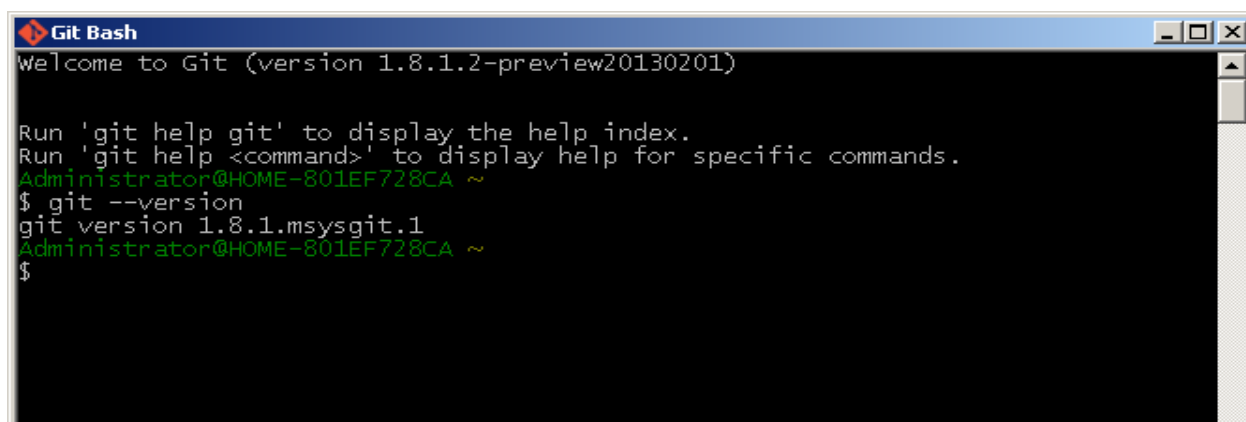 Git Bash
Welcome to Git (version 1.8.1.2-preview20130201)
Run 'git help git' to display the help index.
Run 'git help <command>' to display help for specific commands.
Administrator@HOME-801EF728CA ~
$ git --version
git version 1.8.1.msysgit.1
Administrator@HOME-801EF728CA ~
$